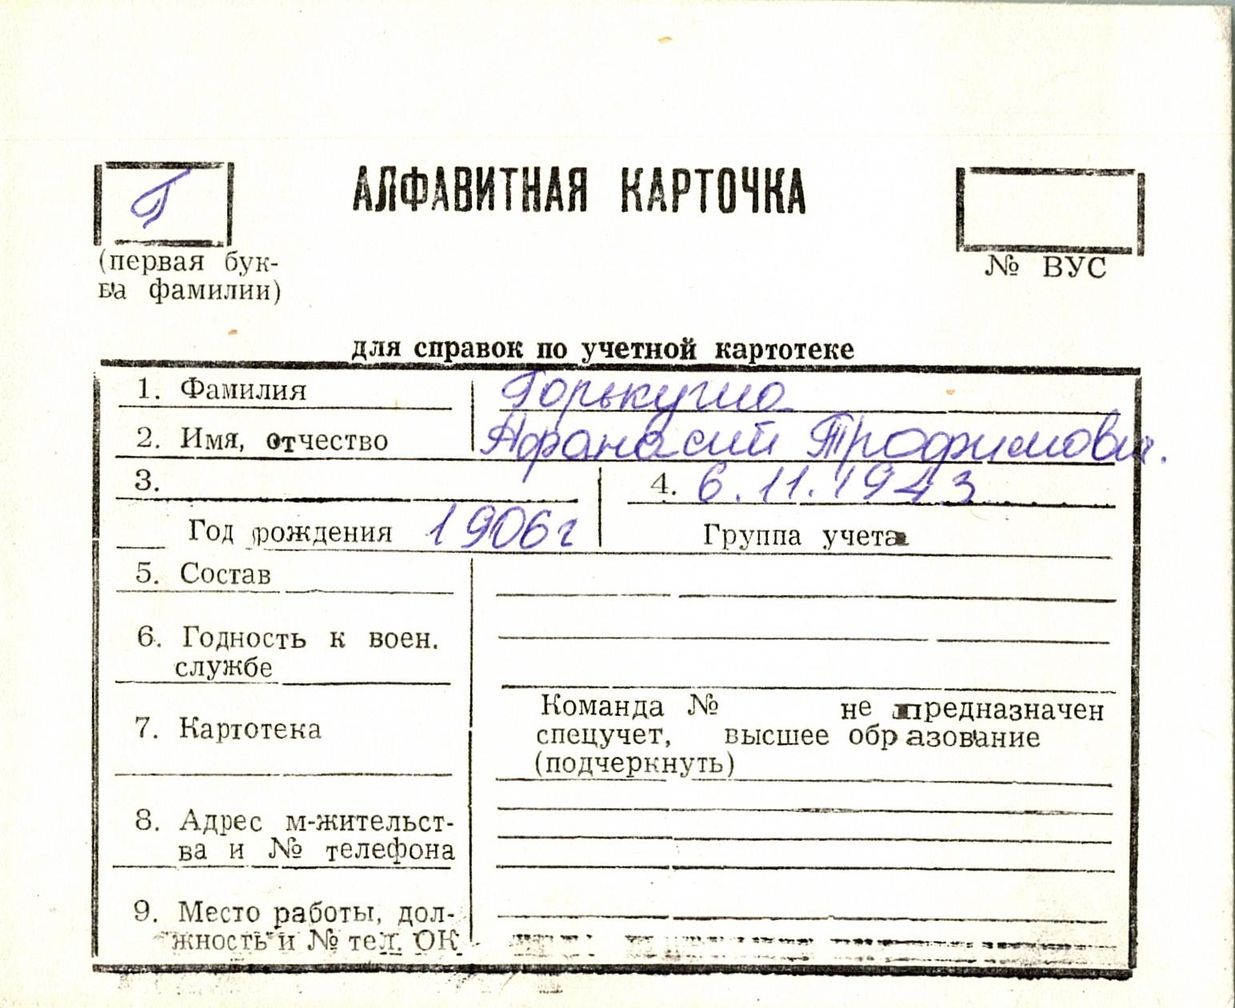 Г
АЛФАВИТНАЯ КАРТОЧКА
(первая бук-
ва фамилии)
№ ВУС
для справок по учетной картотеке
1. Фамилия
2. Имя, отчество Афанасий Трофимович.
3.
4. 6.11.1943
Год рождения 1906г
Группа учета
5. Состав
6. Годность к воен.
службе
7. Картотека
Команда № не предназначен
спецучет, высшее образование
(подчеркнуть)
8. Адрес м-жительст-
ва и № телефона
9. Место работы, дол-
жность и № тел. ОК